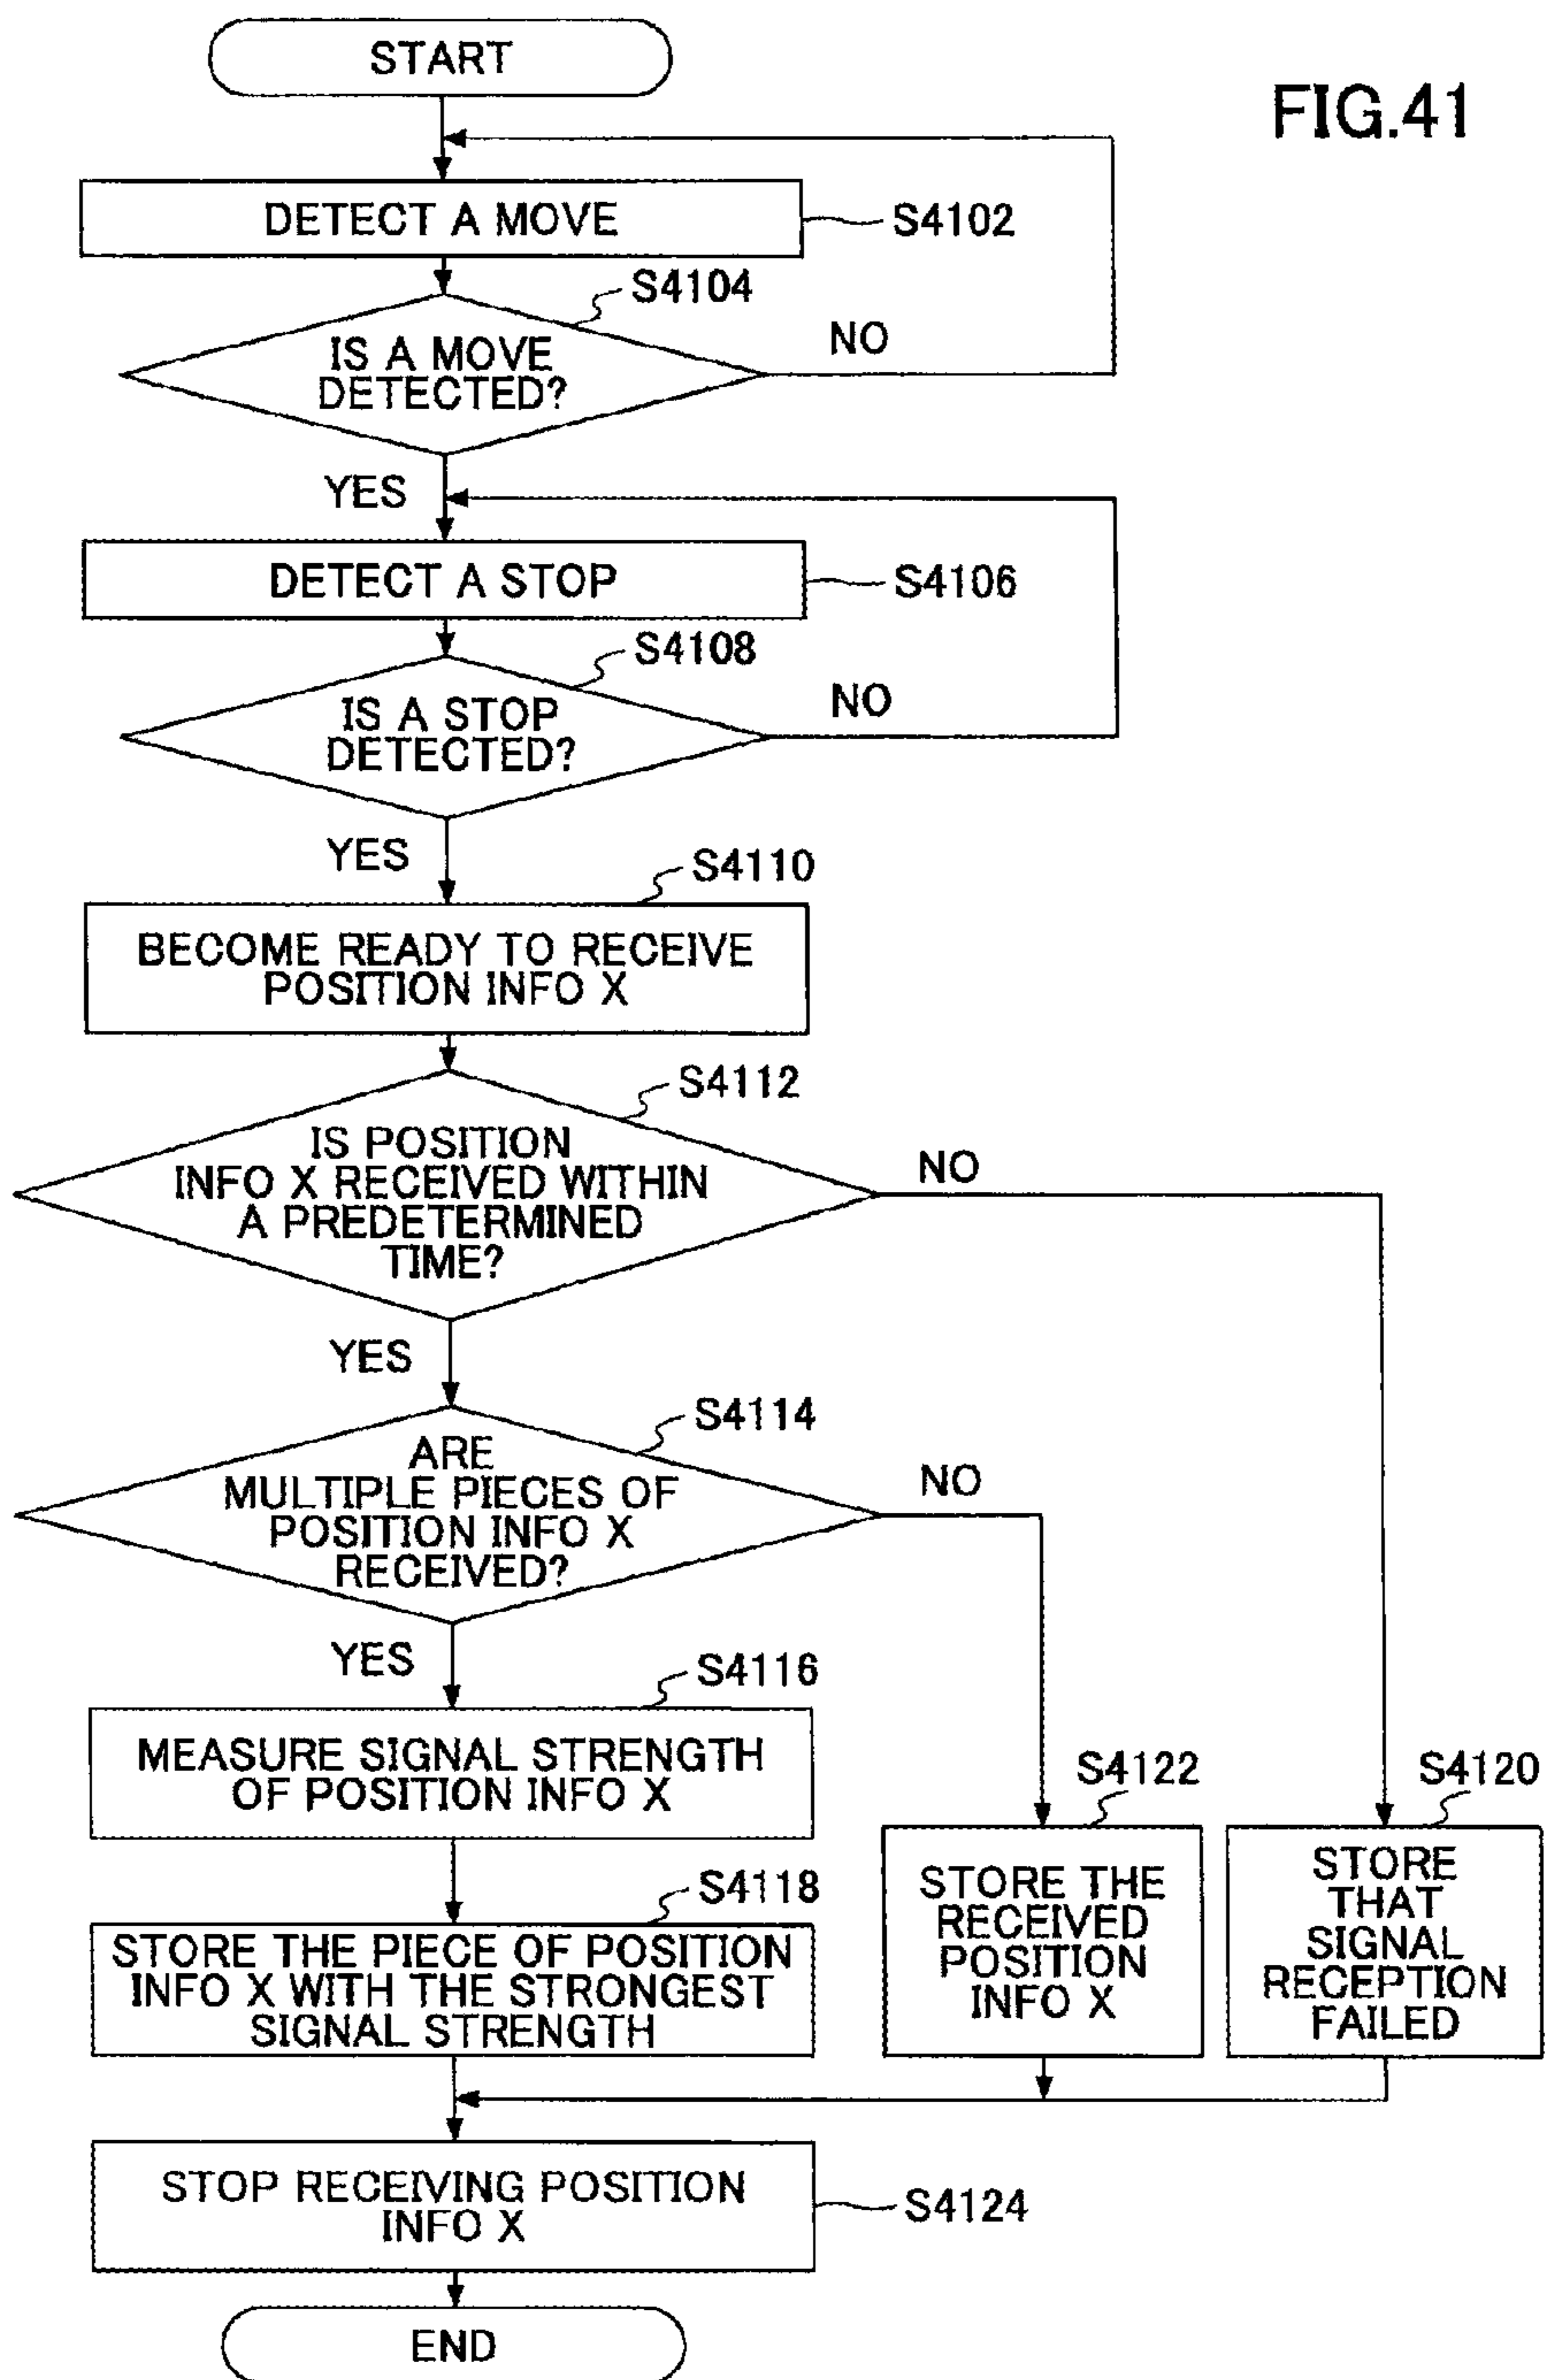 START
FIG.41
DETECT A MOVE
S4102
S4104
IS A MOVE
DETECTED?
NO
YES
DETECT A STOP
S4106
S4108
IS A STOP
DETECTED?
NO
YES
S4110
BECOME READY TO RECEIVE
POSITION INFO X
S4112
IS POSITION
INFO X RECEIVED WITHIN
A PREDETERMINED
TIME?
NO
YES
S4114
ARE
MULTIPLE PIECES OF
POSITION INFO X
RECEIVED?
NO
YES
S4116
MEASURE SIGNAL STRENGTH
OF POSITION INFO X
S4118
STORE THE PIECE OF POSITION
INFO X WITH THE STRONGEST
SIGNAL STRENGTH
S4122
STORE THE
RECEIVED
POSITION
INFO X
S4120
STORE
THAT
SIGNAL
RECEPTION
FAILED
STOP RECEIVING POSITION
INFO X
S4124
END